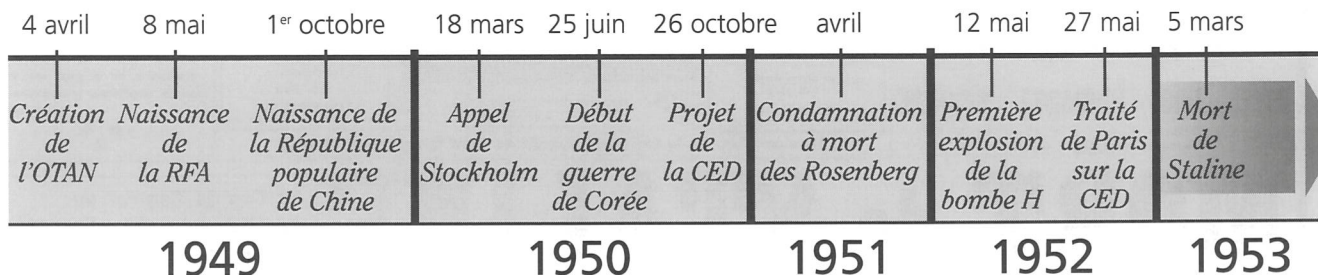 4 avril 8 mai 1er octobre 18 mars 25 juin 26 octobre avril 12 mai 27 mai 5 mars
Création
de
l'OTAN
Naissance
de
la RFA
Naissance de
la République
populaire
de Chine
Appel
de
Stockholm
Début
de la
guerre
de Corée
Projet
de
la CED
Condamnation
à mort
des Rosenberg
Première
explosion
de la
bombe H
Traité
de Paris
sur la
CED
Mort
de
Staline
1949 1950 1951 1952 1953